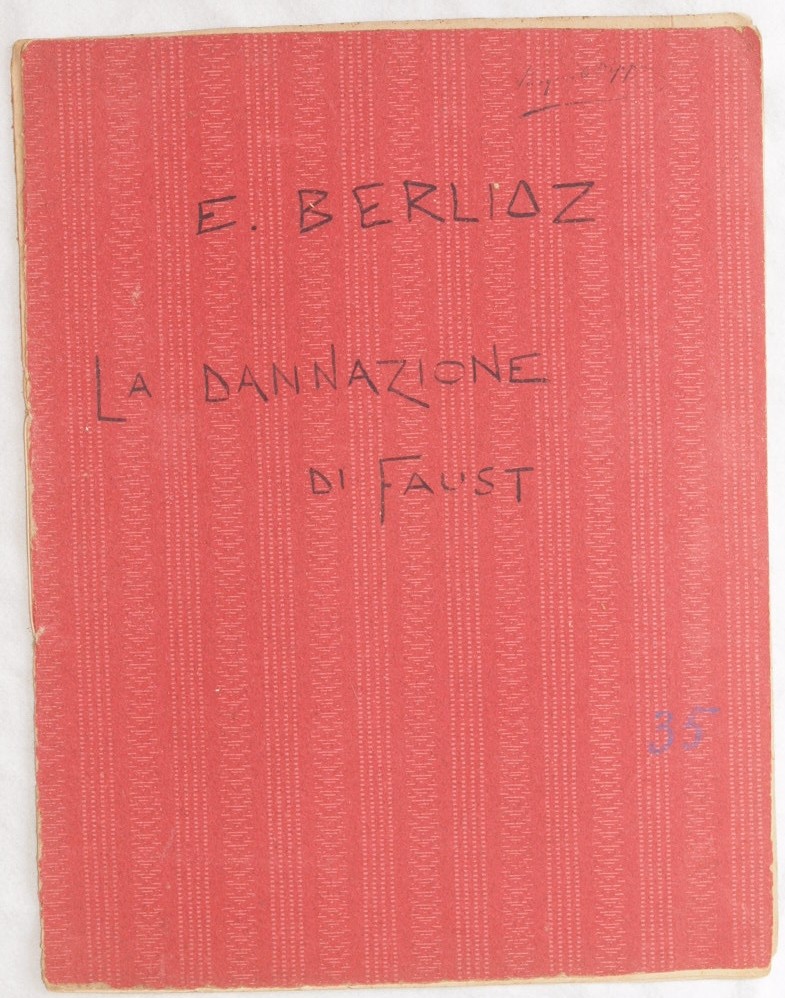 E. BERLIOZ
LA DANNAZIONE
DI FAUST
35